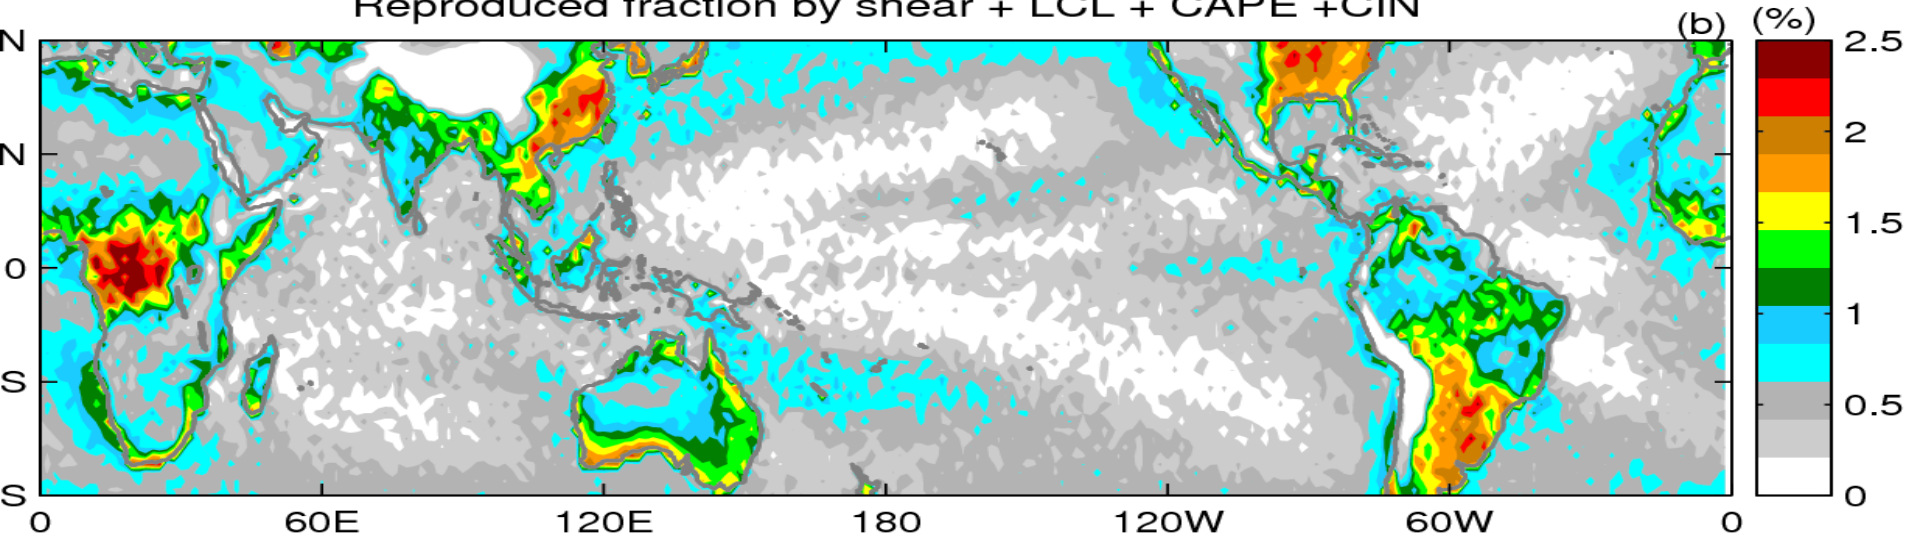 Reproduced fraction by shear + LCL + CAPE +CIN
(b) (%)
N
N
0
S
S
0 60E 120E 180 120W 60W 0
2.5
2
1.5
1
0.5
0